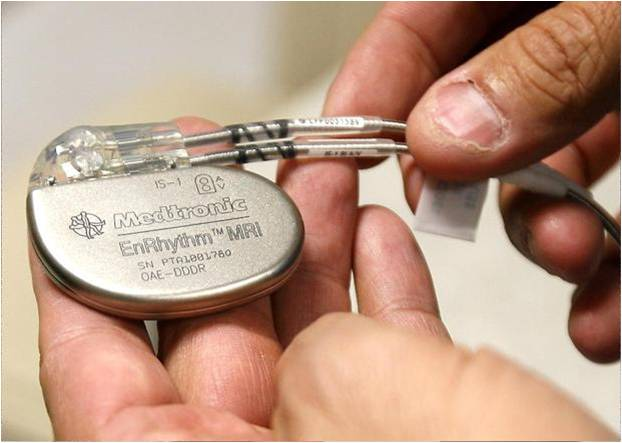 IS-1
Medtronic
EnRhythm™ MRI
SN PTA1001760
OAE-DDDR